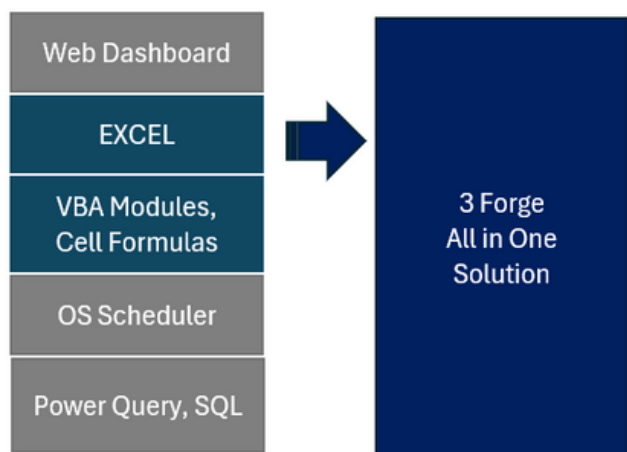 Web Dashboard
EXCEL
VBA Modules,
Cell Formulas
OS Scheduler
Power Query, SQL
3 Forge
All in One
Solution